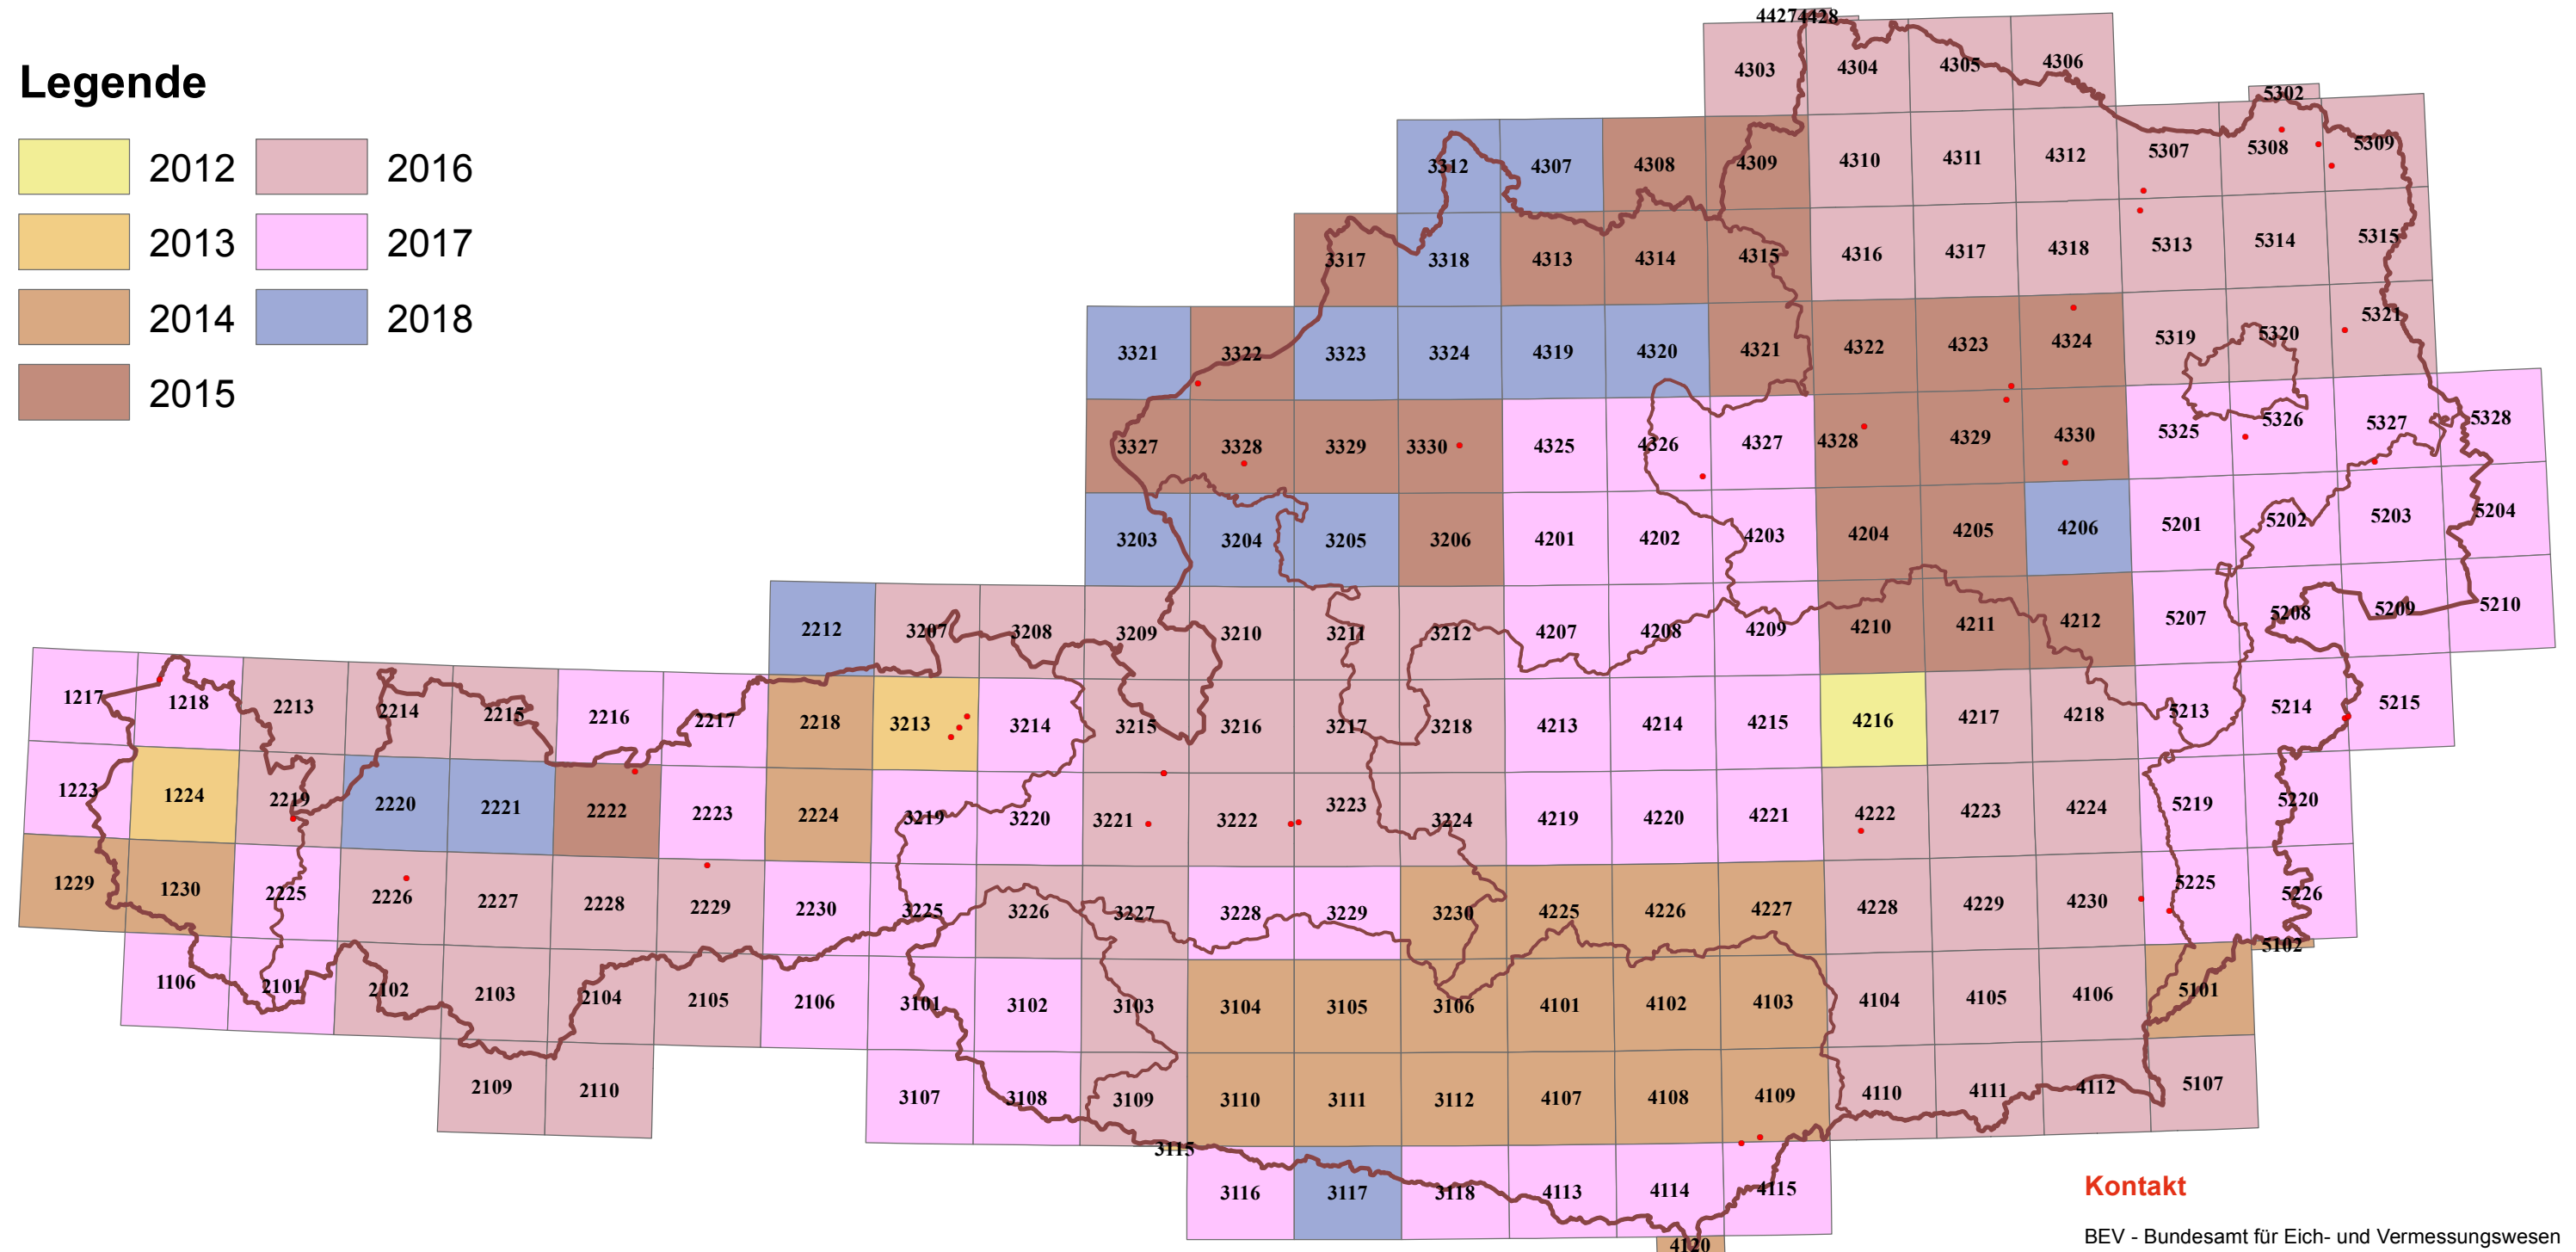 Legende
2012 2016
2013 2017
2014 2018
2015
4427 4428
4303 4304 4305 4306
5302
3312 4307 4308 4309 4310 4311 4312 5307 5308 5309
3317 3318 4313 4314 4315 4316 4317 4318 5313 5314 5315
3321 3322 3323 3324 4319 4320 4321 4322 4323 4324 5319 5320 5321
3327 3328 3329 3330 4325 4326 4327 4328 4329 4330 5325 5326 5327 5328
3203 3204 3205 3206 4201 4202 4203 4204 4205 4206 5201 5202 5203 5204
2212 3207 3208 3209 3210 3211 3212 4207 4208 4209 4210 4211 4212 5207 5208 5209 5210
1217 1218 2213 2214 2215 2216 2217 2218 3213 3214 3215 3216 3217 3218 4213 4214 4215 4216 4217 4218 5213 5214 5215
1223 1224 2219 2220 2221 2222 2223 2224 3219 3220 3221 3222 3223 3224 4219 4220 4221 4222 4223 4224 5219 5220
1229 1230 2225 2226 2227 2228 2229 2230 3225 3226 3227 3228 3229 3230 4225 4226 4227 4228 4229 4230 5225 5226
5102
1106 2101 2102 2103 2104 2105 2106 3101 3102 3103 3104 3105 3106 4101 4102 4103 4104 4105 4106 5101
2109 2110 3107 3108 3109 3110 3111 3112 4107 4108 4109 4110 4111 4112 5107
3115
3116 3117 3118 4113 4114 4115
4120
Kontakt
BEV - Bundesamt für Eich- und Vermessungswesen